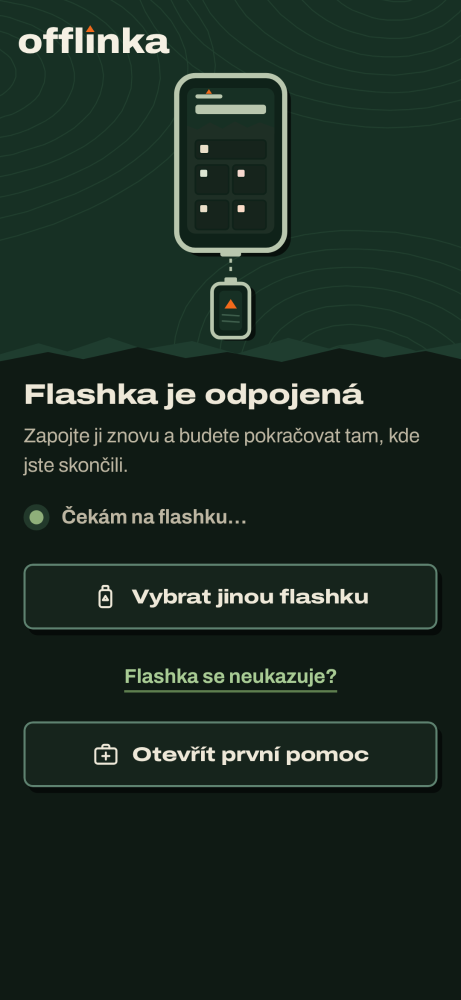 offlinka
Flashka je odpojená
Zapojte ji znovu a budete pokračovat tam, kde
jste skončili.
Čekám na flashku…
Vybrat jinou flashku
Flashka se neukazuje?
Otevřít první pomoc